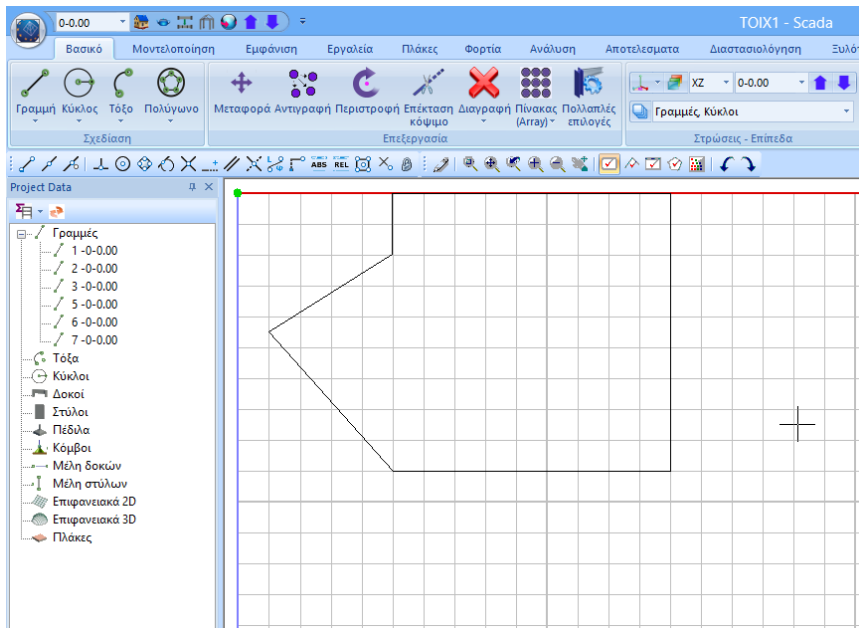 0-0.00
TOIX1 - Scada
Βασικό Μοντελοποίηση Εμφάνιση Εργαλεία Πλάκες Φορτία Ανάλυση Αποτελεσματα Διαστασιολόγηση Ξυλό
Γραμμή Κύκλος Τόξο Πολύγωνο
Μεταφορά Αντιγραφή Περιστροφή Επέκταση κόψιμο Διαγραφή Πίνακας (Array) Πολλαπλές επιλογές
XZ 0-0.00
Γραμμές, Κύκλοι
Σχεδίαση Επεξεργασία Στρώσεις - Επίπεδα
ABS REL
Project Data
Γραμμές
1 -0-0.00
2 -0-0.00
3 -0-0.00
5 -0-0.00
6 -0-0.00
7 -0-0.00
Τόξα
Κύκλοι
Δοκοί
Στύλοι
Πέδιλα
Κόμβοι
Μέλη δοκών
Μέλη στύλων
Επιφανειακά 2D
Επιφανειακά 3D
Πλάκες